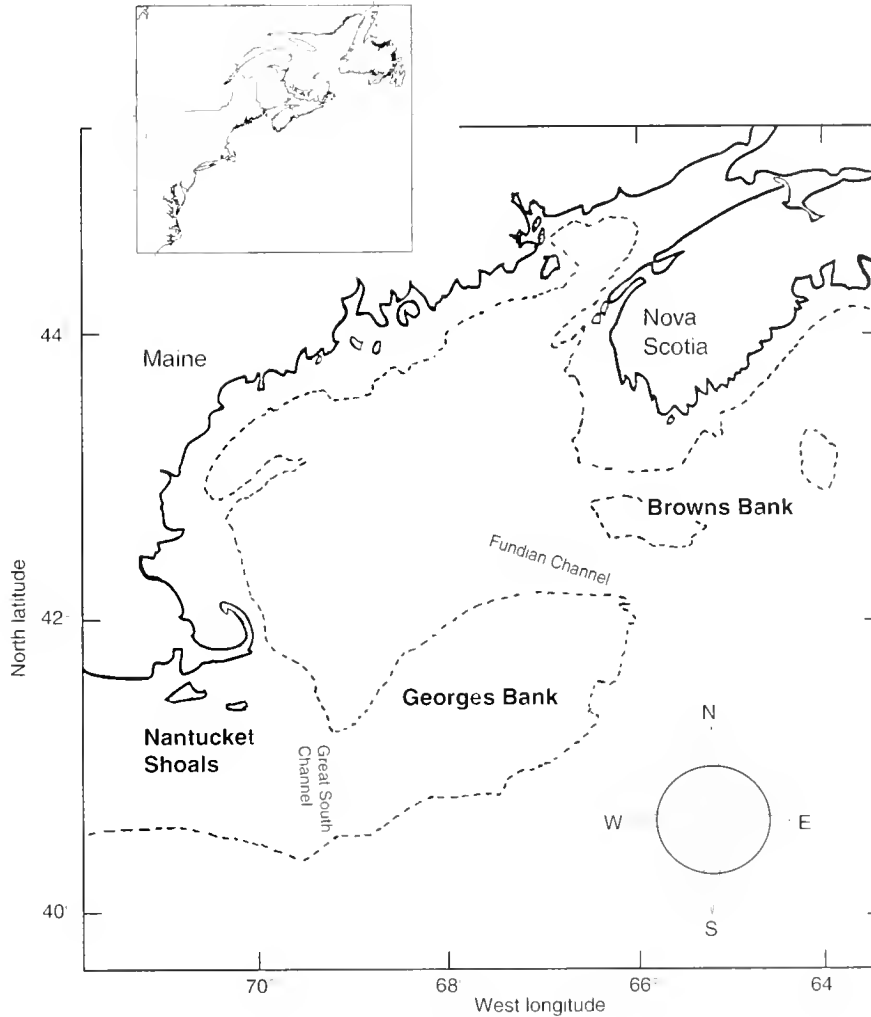 44
Maine
Nova
Scotia
Browns Bank
Fundian Channel
42
North latitude
Georges Bank
Nantucket
Shoals
Great South
Channel
N
W
E
S
40
70
68
66
64
West longitude